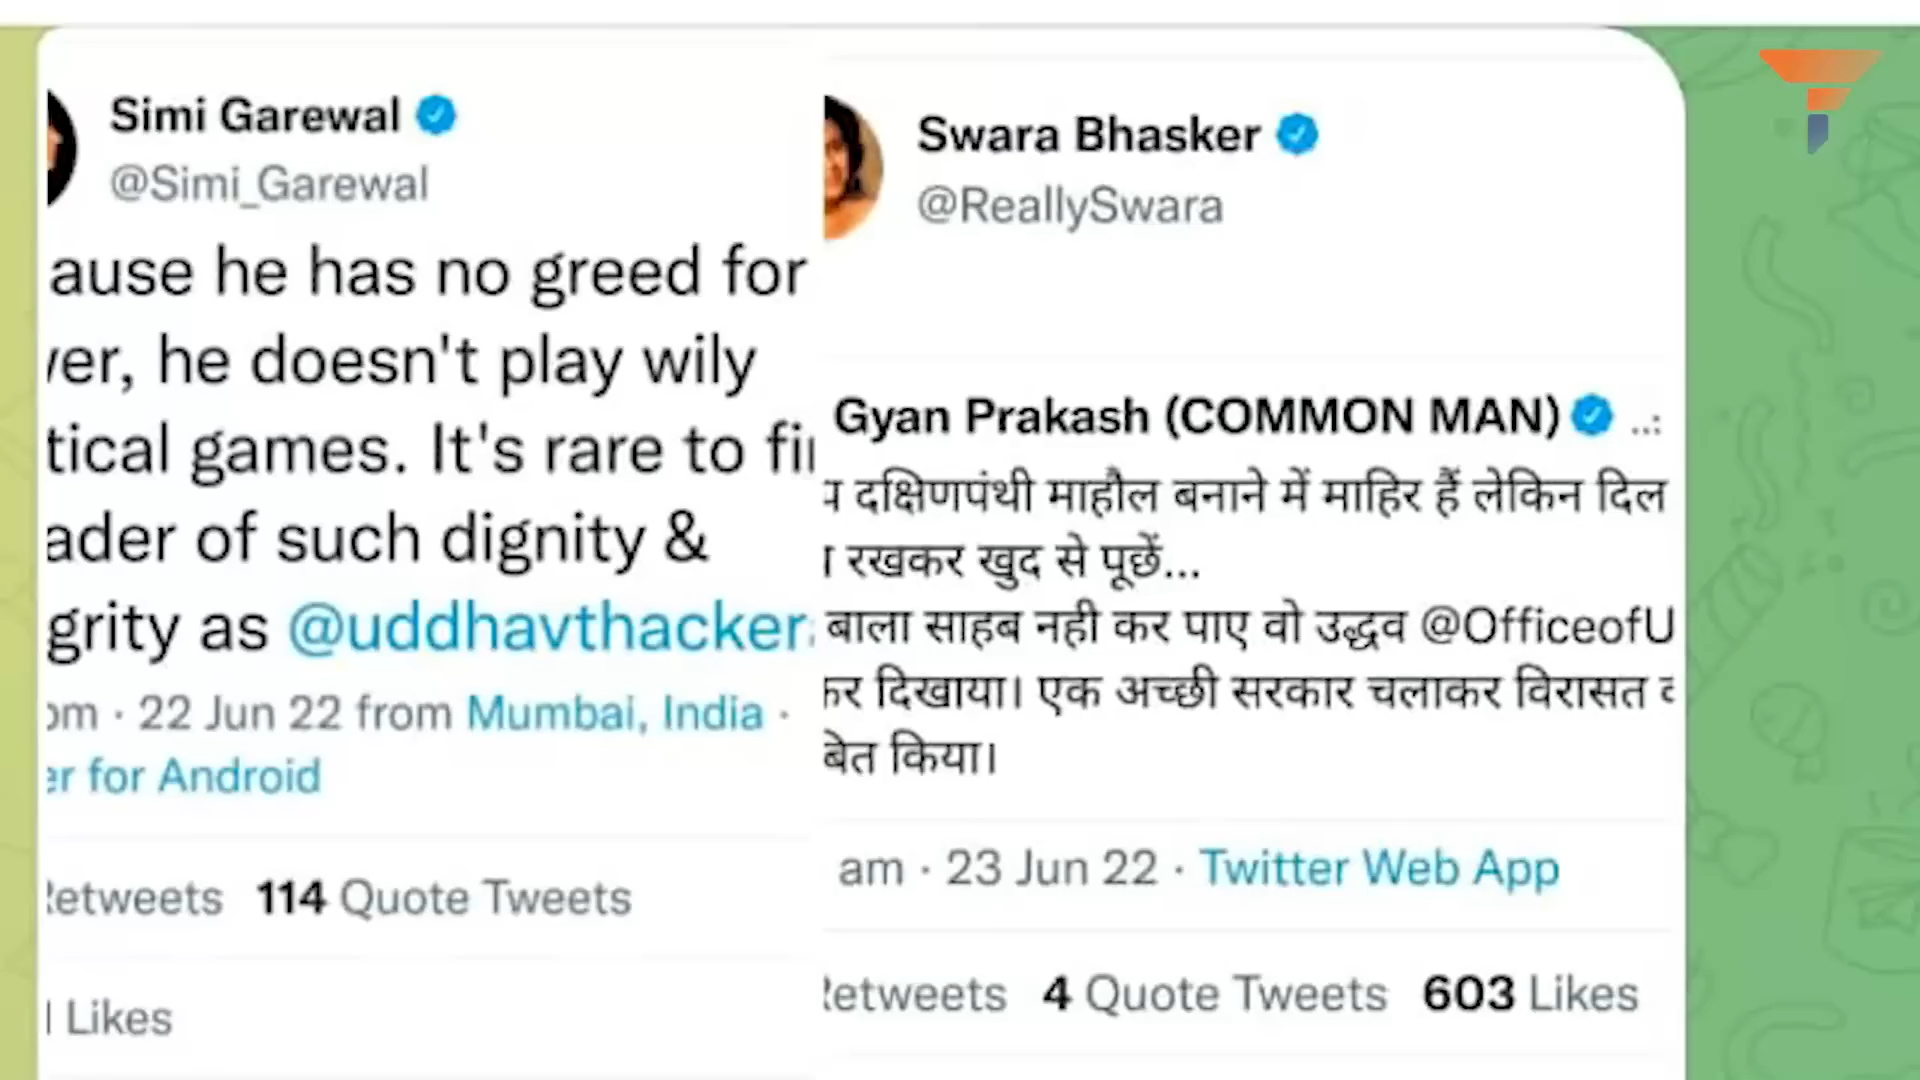 Simi Garewal
@Simi_Garewal
ause he has no greed for
er, he doesn't play wily
tical games. It's rare to fi
ader of such dignity &
grity as @uddhavthacker
om · 22 Jun 22 from Mumbai, India ·
er for Android
etweets 114 Quote Tweets
Likes
Swara Bhasker
@ReallySwara
Gyan Prakash (COMMON MAN) ...
दक्षिणपंथी माहौल बनाने में माहिर हैं लेकिन दिल
रखकर खुद से पूछें...
बाला साहब नही कर पाए वो उद्धव @OfficeofU
कर दिखाया। एक अच्छी सरकार चलाकर विरासत
बेत किया।
am · 23 Jun 22 · Twitter Web App
etweets 4 Quote Tweets 603 Likes